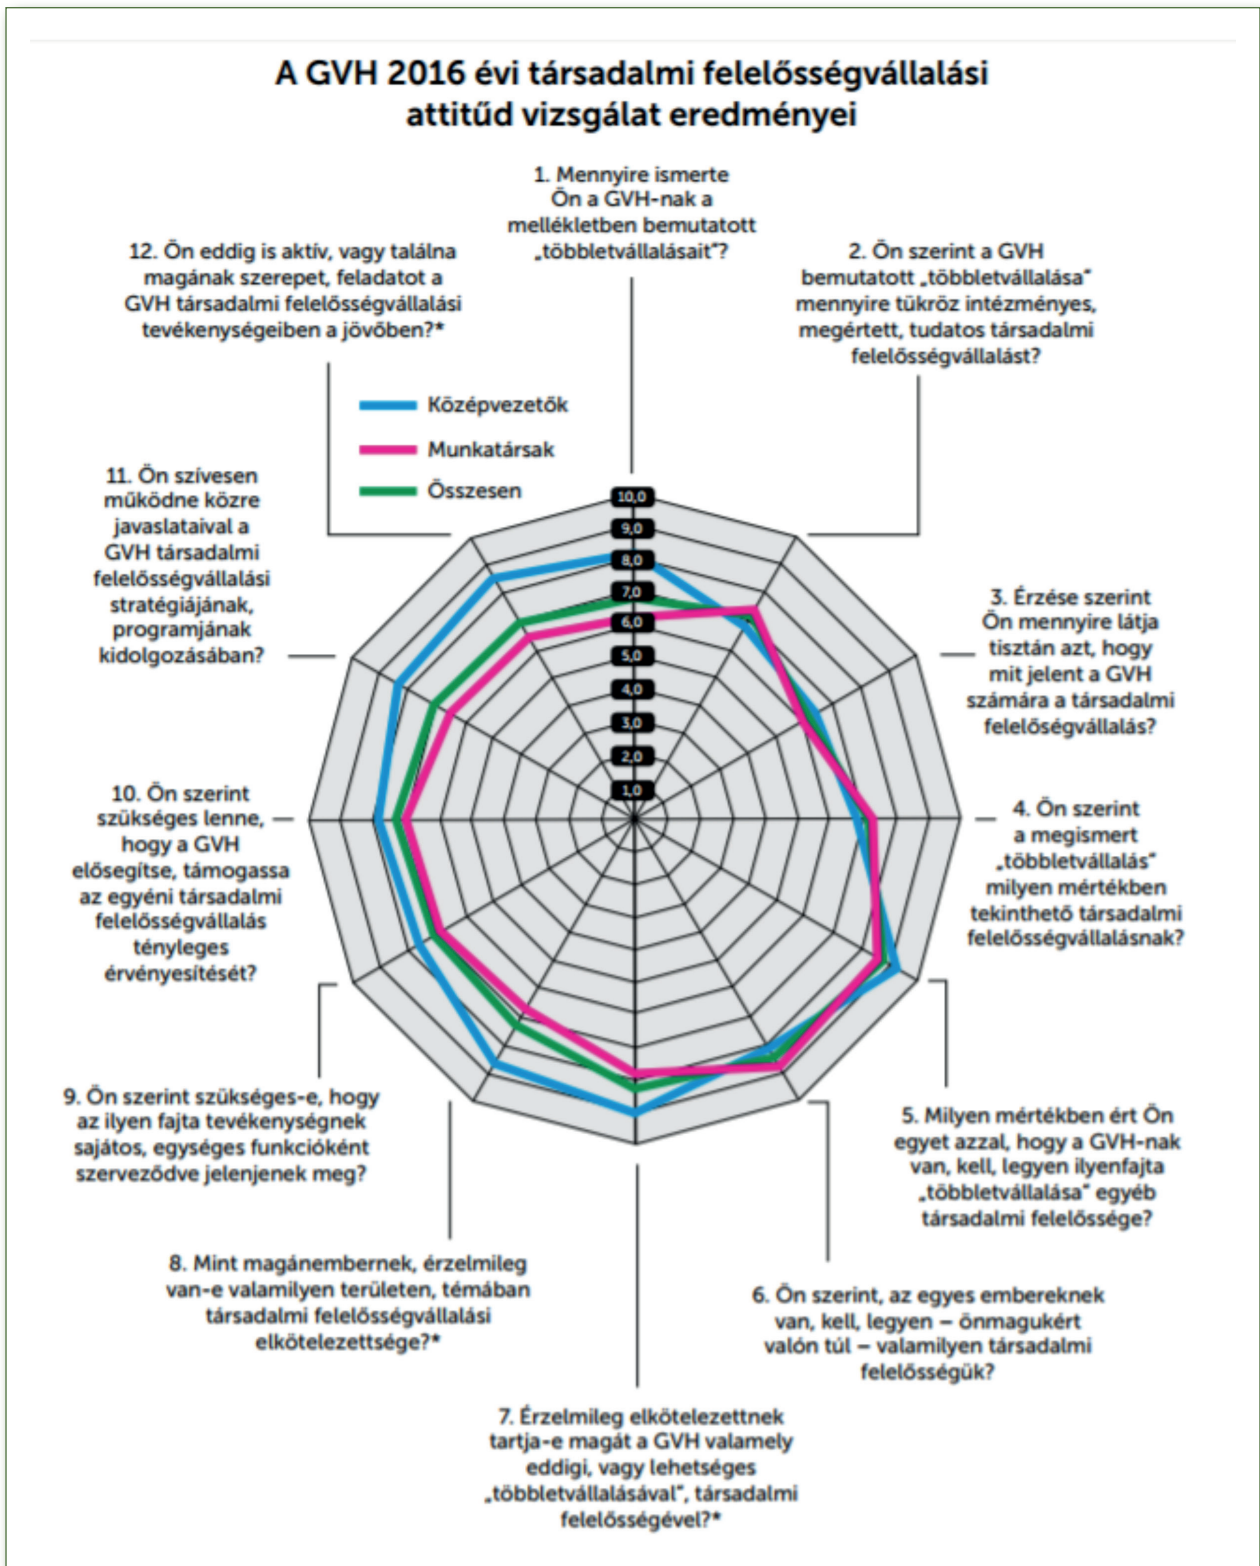 A GVH 2016 évi társadalmi felelősségvállalási
attitűd vizsgálat eredményei
1. Mennyire ismerte
Ön a GVH-nak a
mellékletben bemutatott
„többletvállalásait"?
2. Ön szerint a GVH
bemutatott „többletvállalása"
mennyire tükröz intézményes,
megértett, tudatos társadalmi
felelősségvállalást?
3. Érzése szerint
Ön mennyire látja
tisztán azt, hogy
mit jelent a GVH
számára a társadalmi
felelőségvállalás?
4. Ön szerint
a megismert
„többletvállalás"
milyen mértékben
tekinthető társadalmi
felelősségvállalásnak?
5. Milyen mértékben ért Ön
egyet azzal, hogy a GVH-nak
van, kell, legyen ilyenfajta
„többletvállalása" egyéb
társadalmi felelőssége?
6. Ön szerint, az egyes embereknek
van, kell, legyen – önmagukért
valón túl – valamilyen társadalmi
felelősségük?
7. Érzelmileg elkötelezettnek
tartja-e magát a GVH valamely
eddigi, vagy lehetséges
„többletvállalásával", társadalmi
felelősségével?*
8. Mint magánembernek, érzelmileg
van-e valamilyen területen, témában
társadalmi felelősségvállalási
elkötelezettsége?*
9. Ön szerint szükséges-e, hogy
az ilyen fajta tevékenységnek
sajátos, egységes funkcióként
szerveződve jelenjenek meg?
10. Ön szerint
szükséges lenne,
hogy a GVH
elősegítse, támogassa
az egyéni társadalmi
felelősségvállalás
tényleges
érvényesítését?
11. Ön szívesen
működne közre
javaslataival a
GVH társadalmi
felelősségvállalási
stratégiájának,
programjának
kidolgozásában?
12. Ön eddig is aktív, vagy találna
magának szerepet, feladatot a
GVH társadalmi felelősségvállalási
tevékenységeiben a jövőben?*
Középvezetők
Munkatársak
Összesen
10,0
9,0
8,0
7,0
6,0
5,0
4,0
3,0
2,0
1,0